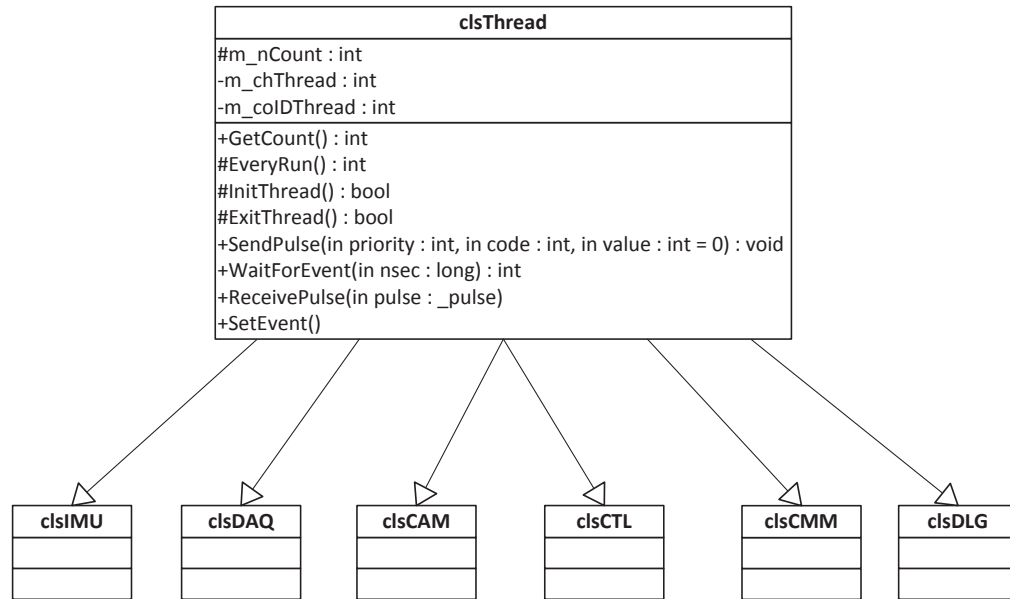 clsThread
#m_nCount : int
-m_chThread : int
-m_coIDThread : int
+GetCount() : int
#EveryRun() : int
#InitThread() : bool
#ExitThread() : bool
+SendPulse(in priority : int, in code : int, in value : int = 0) : void
+WaitForEvent(in nsec : long) : int
+ReceivePulse(in pulse : _pulse)
+SetEvent()
clsIMU
clsDAQ
clsCAM
clsCTL
clsCMM
clsDLG